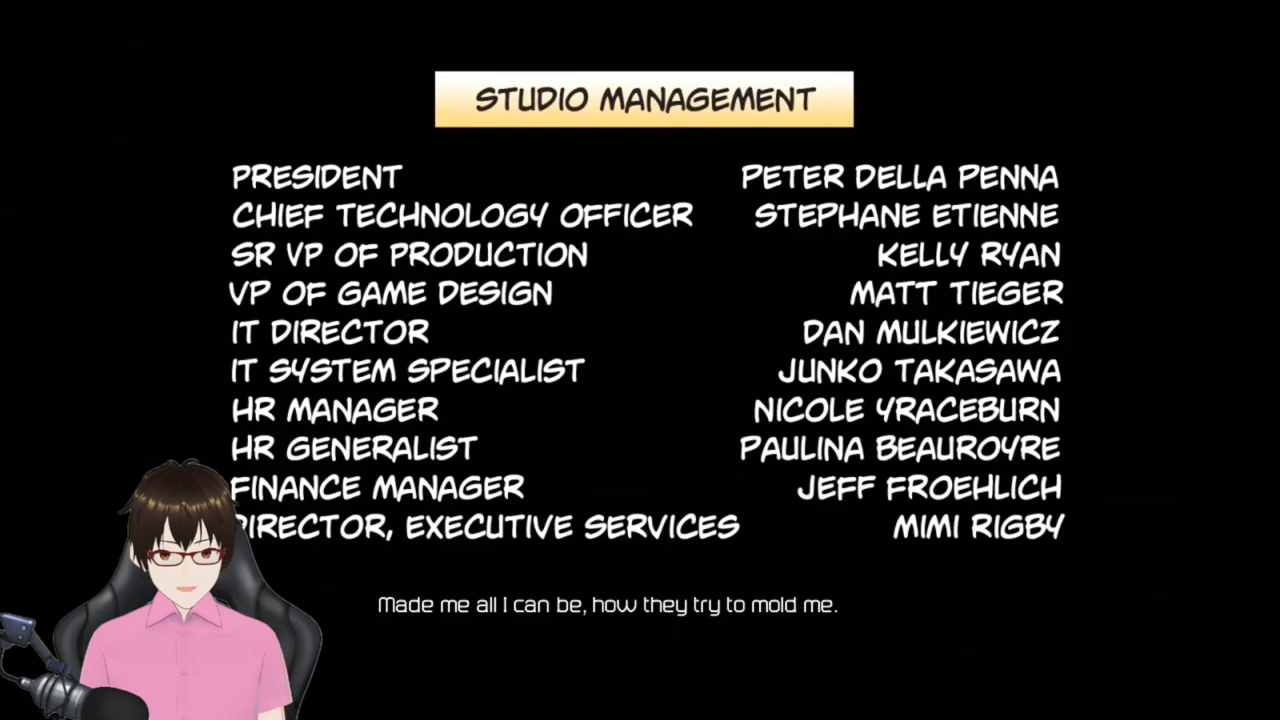 STUDIO MANAGEMENT
PRESIDENT PETER DELLA PENNA
CHIEF TECHNOLOGY OFFICER STEPHANE ETIENNE
SR VP OF PRODUCTION KELLY RYAN
VP OF GAME DESIGN MATT TIEGER
IT DIRECTOR DAN MULKIEWICZ
IT SYSTEM SPECIALIST JUNKO TAKASAWA
HR MANAGER NICOLE YRACEBURN
HR GENERALIST PAULINA BEAUROYRE
FINANCE MANAGER JEFF FROEHLICH
DIRECTOR, EXECUTIVE SERVICES MIMI RIGBY
Made me all I can be, how they try to mold me.